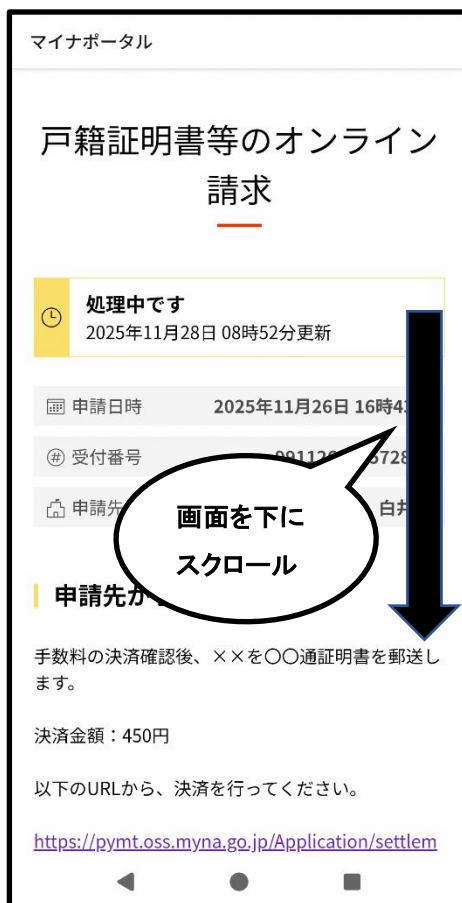 マイナポータル
戸籍証明書等のオンライン
請求
処理中です
2025年11月28日 08時52分更新
申請日時 2025年11月26日 16時4
受付番号
申請先
画面を下に
スクロール
手数料の決済確認後、××を〇〇通証明書を郵送し
ます。
決済金額：450円
以下のURLから、決済を行ってください。
https://pymt.oss.myna.go.jp/Application/settlem